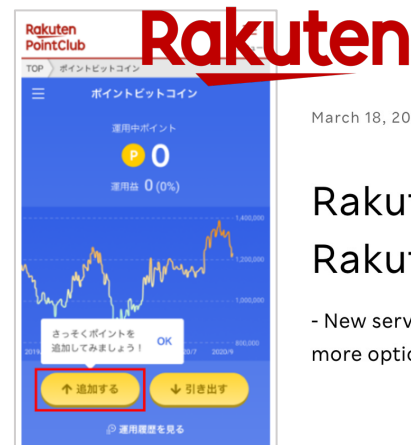 Rakuten
Rakuten
PointClub
TOP ポイントビットコイン
ポイントビットコイン
運用中ポイント
P 0
運用益 0 (0%)
1,400,000
1,200,000
1,000,000
800,000
さっそくポイントを
追加してみましょう！
OK
2020/9
追加する
引き出す
運用履歴を見る
March 18, 20
Raku
Raku
- New serv
more optio